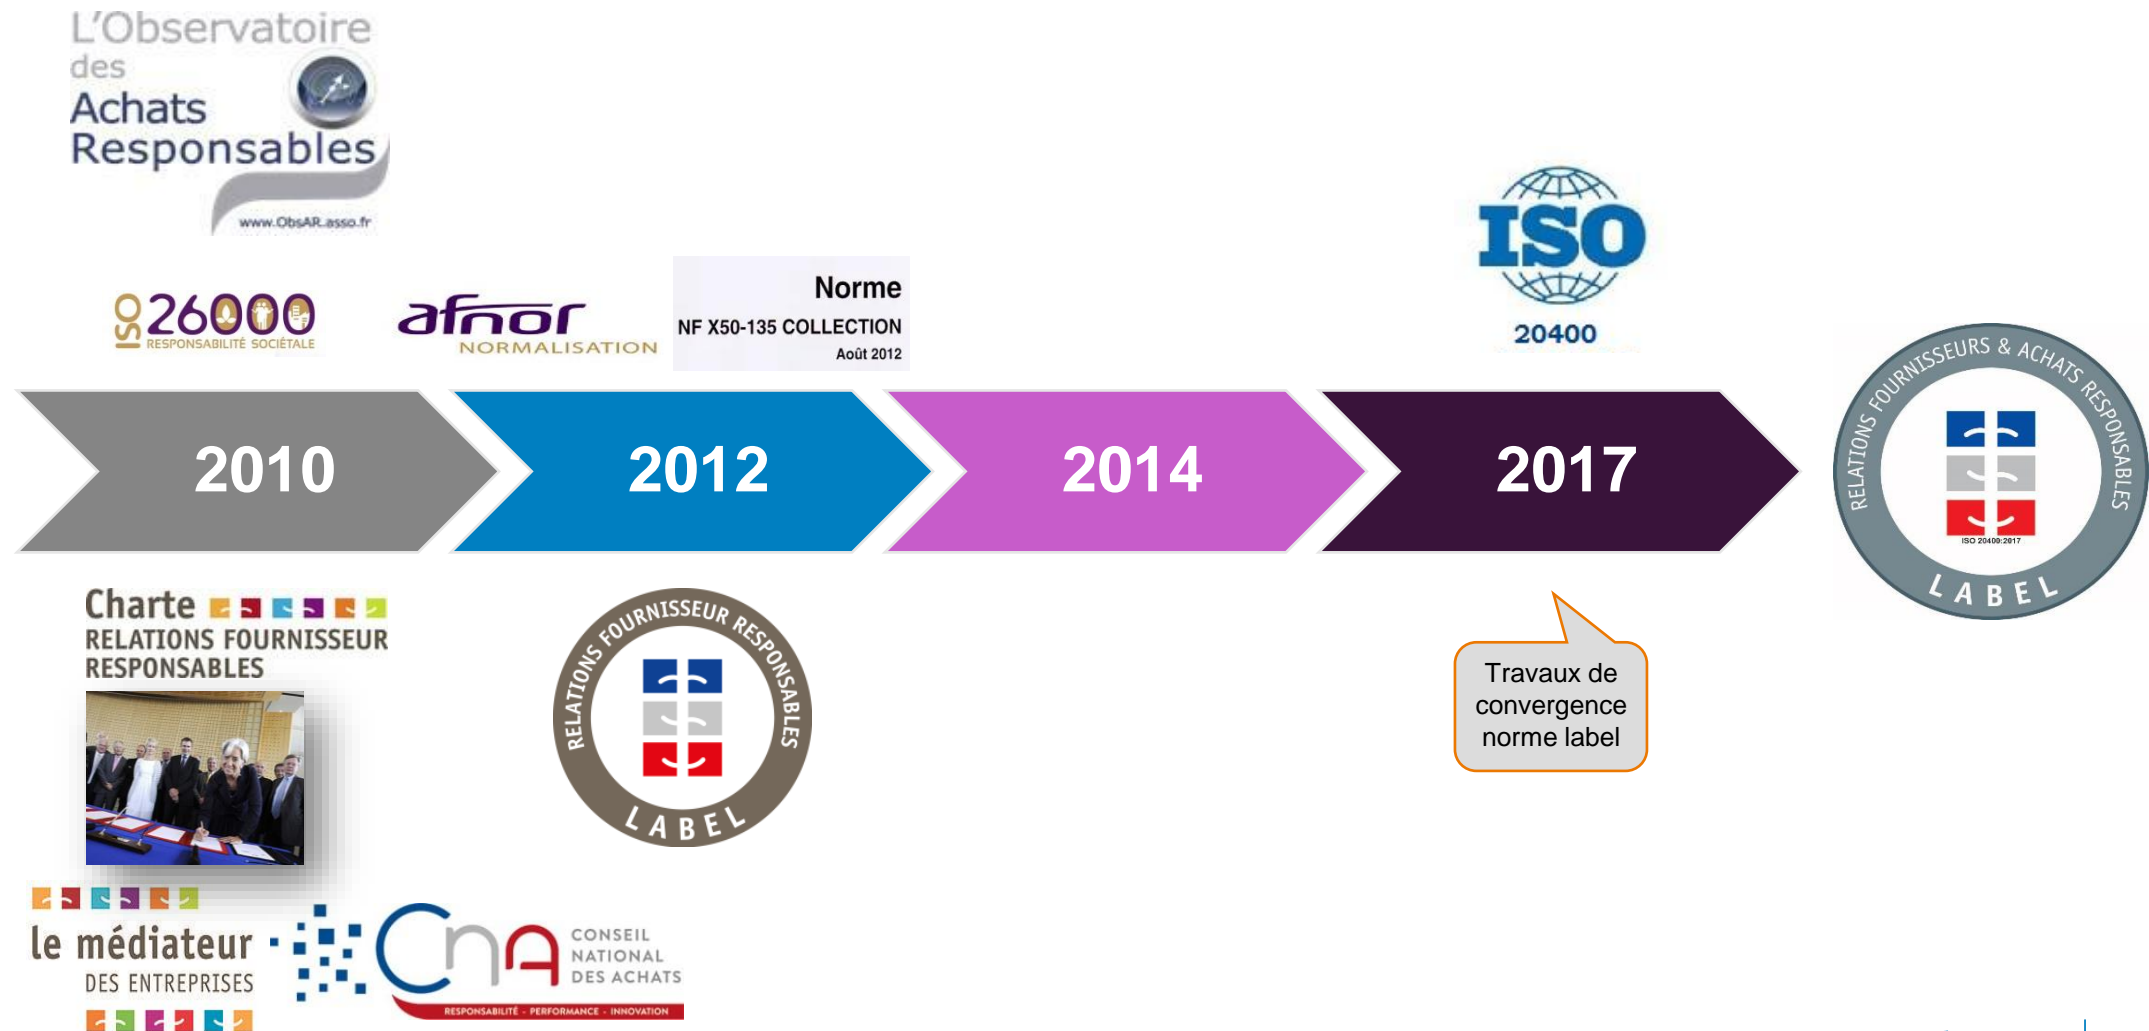 L'Observatoire
des
Achats
Responsables
www.ObsAR.asso.fr
ISO 26000
RESPONSABILITÉ SOCIÉTALE
afnor
NORMALISATION
Norme
NF X50-135 COLLECTION
Août 2012
ISO
20400
2010
2012
2014
2017
RELATIONS FOURNISSEURS & ACHATS RESPONSABLES
ISO 20400:2017
LABEL
Charte
RELATIONS FOURNISSEUR
RESPONSABLES
RELATIONS FOURNISSEUR RESPONSABLES
LABEL
Travaux de
convergence
norme label
le médiateur
DES ENTREPRISES
CNA
CONSEIL
NATIONAL
DES ACHATS
RESPONSABILITÉ - PERFORMANCE - INNOVATION